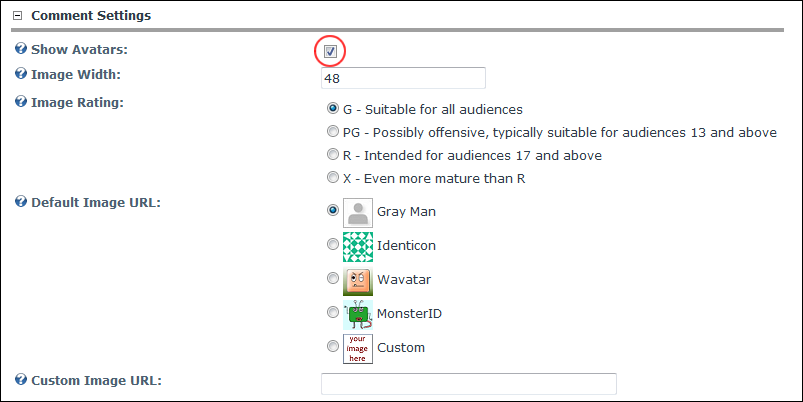 Comment Settings
Show Avatars:
Image Width:
48
Image Rating:
G - Suitable for all audiences
PG - Possibly offensive, typically suitable for audiences 13 and above
R - Intended for audiences 17 and above
X - Even more mature than R
Default Image URL:
Gray Man
Identicon
Wavatar
MonsterID
your
image
here
Custom
Custom Image URL: